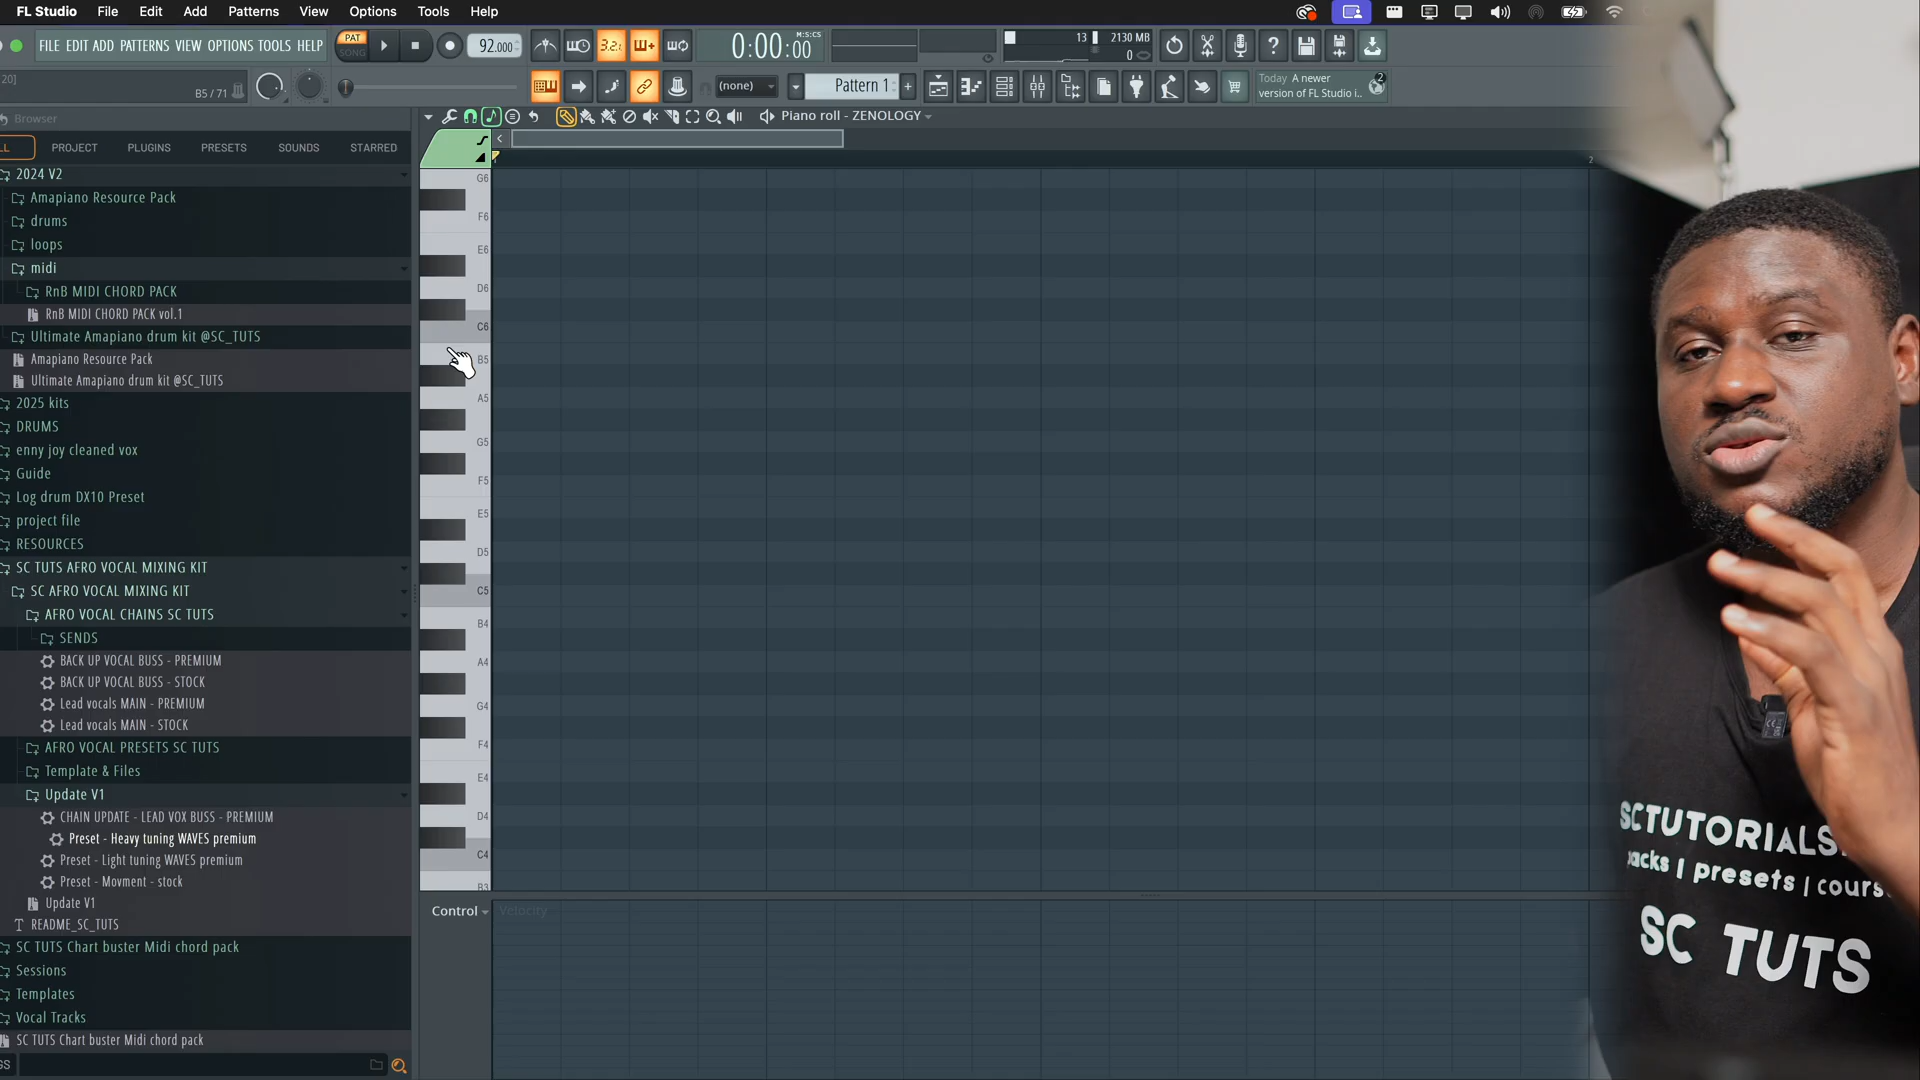 FL Studio File Edit Add Patterns View Options Tools Help
FILE EDIT ADD PATTERNS VIEW OPTIONS TOOLS HELP
PAT
SONG
92.000
3.2.
0:00:00
M:S:CS
13
2130 MB
0
20]
B5 / 71
(none)
Pattern 1
Today A newer
version of FL Studio i..
2
Browser
Piano roll - ZENOLOGY
PROJECT PLUGINS PRESETS SOUNDS STARRED
2024 V2
Amapiano Resource Pack
drums
loops
midi
RnB MIDI CHORD PACK
RnB MIDI CHORD PACK vol.1
Ultimate Amapiano drum kit @SC_TUTS
Amapiano Resource Pack
Ultimate Amapiano drum kit @SC_TUTS
2025 kits
DRUMS
enny joy cleaned vox
Guide
Log drum DX10 Preset
project file
RESOURCES
SC TUTS AFRO VOCAL MIXING KIT
SC AFRO VOCAL MIXING KIT
AFRO VOCAL CHAINS SC TUTS
SENDS
BACK UP VOCAL BUSS - PREMIUM
BACK UP VOCAL BUSS - STOCK
Lead vocals MAIN - PREMIUM
Lead vocals MAIN - STOCK
AFRO VOCAL PRESETS SC TUTS
Template & Files
Update V1
CHAIN UPDATE - LEAD VOX BUSS - PREMIUM
Preset - Heavy tuning WAVES premium
Preset - Light tuning WAVES premium
Preset - Movment - stock
Update V1
README_SC_TUTS
SC TUTS Chart buster Midi chord pack
Sessions
Templates
Vocal Tracks
SC TUTS Chart buster Midi chord pack
2
G6
F6
E6
D6
C6
B5
A5
G5
F5
E5
D5
C5
B4
A4
G4
F4
E4
D4
C4
B3
Control
Velocity
SCTUTORIALS
packs | presets | cours
SC TUTS